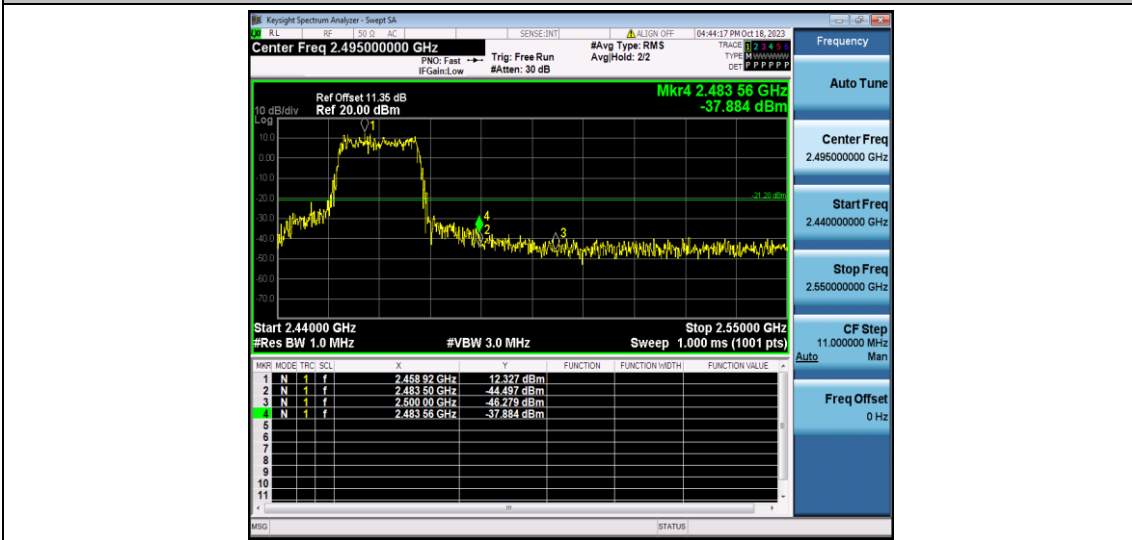 Keysight Spectrum Analyzer - Swept SA
RL RF 50 Ω AC SENSE:INT ALIGN OFF 04:44:17 PM Oct 18, 2023
Center Freq 2.495000000 GHz #Avg Type: RMS TRACE 1 2 3 4 5 6
PNO: Fast Trig: Free Run Avg|Hold: 2/2 TYPE M WWWWW
IFGain:Low #Atten: 30 dB DET P P P P P P
Mkr4 2.483 56 GHz
-37.884 dBm
Ref Offset 11.35 dB
10 dB/div Ref 20.00 dBm
Log
10.0
0.00
-10.0
-20.0
-30.0
-40.0
-50.0
-60.0
-70.0
1
4
2
3
-21.20 dBm
Start 2.44000 GHz Stop 2.55000 GHz
#Res BW 1.0 MHz #VBW 3.0 MHz Sweep 1.000 ms (1001 pts)
MKR MODE TRC SCL X Y FUNCTION FUNCTION WIDTH FUNCTION VALUE
1 N 1 f 2.458 92 GHz 12.327 dBm
2 N 1 f 2.483 50 GHz -44.497 dBm
3 N 1 f 2.500 00 GHz -46.279 dBm
4 N 1 f 2.483 56 GHz -37.884 dBm
5
6
7
8
9
10
11
MSG STATUS
Frequency
Auto Tune
Center Freq
2.495000000 GHz
Start Freq
2.440000000 GHz
Stop Freq
2.550000000 GHz
CF Step
11.000000 MHz
Auto Man
Freq Offset
0 Hz